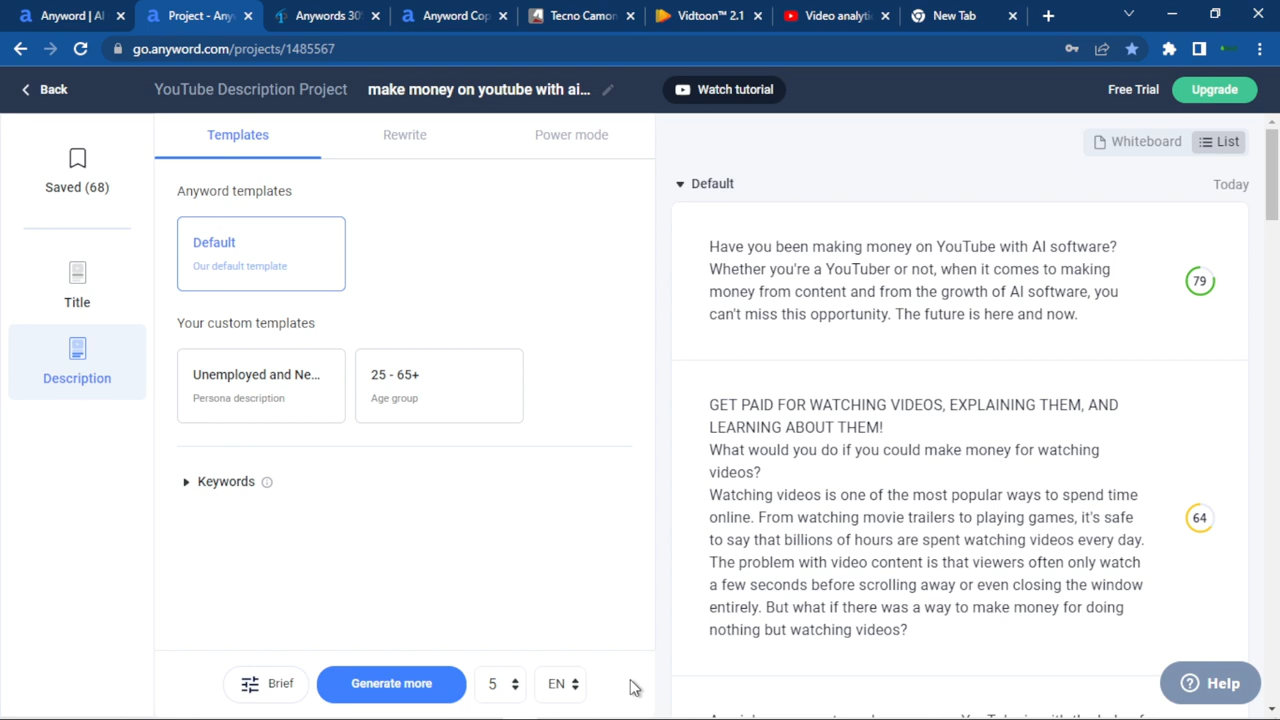 Anyword | AI
Project - Any
Anywords 30
Anyword Cop
Tecno Camon
Vidtoon™ 2.1
Video analytic
New Tab
go.anyword.com/projects/1485567
Back
YouTube Description Project
make money on youtube with ai...
Watch tutorial
Free Trial
Upgrade
Saved (68)
Title
Description
Templates
Rewrite
Power mode
Anyword templates
Default
Our default template
Your custom templates
Unemployed and Ne...
Persona description
25 - 65+
Age group
Keywords
Brief
Generate more
5
EN
Whiteboard
List
Default
Today
Have you been making money on YouTube with AI software?
Whether you're a YouTuber or not, when it comes to making
money from content and from the growth of AI software, you
can't miss this opportunity. The future is here and now.
79
GET PAID FOR WATCHING VIDEOS, EXPLAINING THEM, AND
LEARNING ABOUT THEM!
What would you do if you could make money for watching
videos?
Watching videos is one of the most popular ways to spend time
online. From watching movie trailers to playing games, it's safe
to say that billions of hours are spent watching videos every day.
The problem with video content is that viewers often only watch
a few seconds before scrolling away or even closing the window
entirely. But what if there was a way to make money for doing
nothing but watching videos?
64
Help